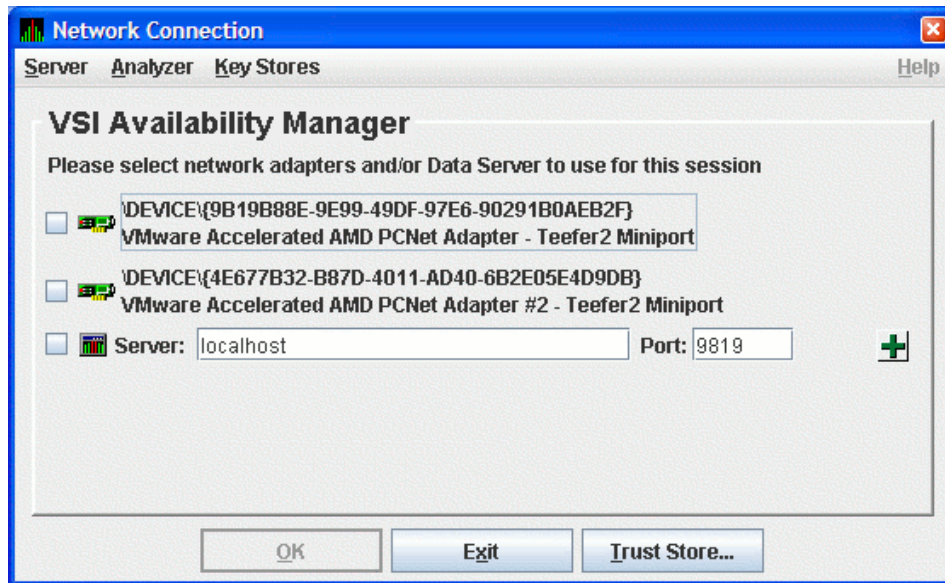 Network Connection
Server Analyzer Key Stores Help
VSI Availability Manager
Please select network adapters and/or Data Server to use for this session
\DEVICE\{9B19B88E-9E99-49DF-97E6-90291B0AEB2F}
VMware Accelerated AMD PCNet Adapter - Teefer2 Miniport
\DEVICE\{4E677B32-B87D-4011-AD40-6B2E05E4D9DB}
VMware Accelerated AMD PCNet Adapter #2 - Teefer2 Miniport
Server: localhost Port: 9819
OK Exit Trust Store...